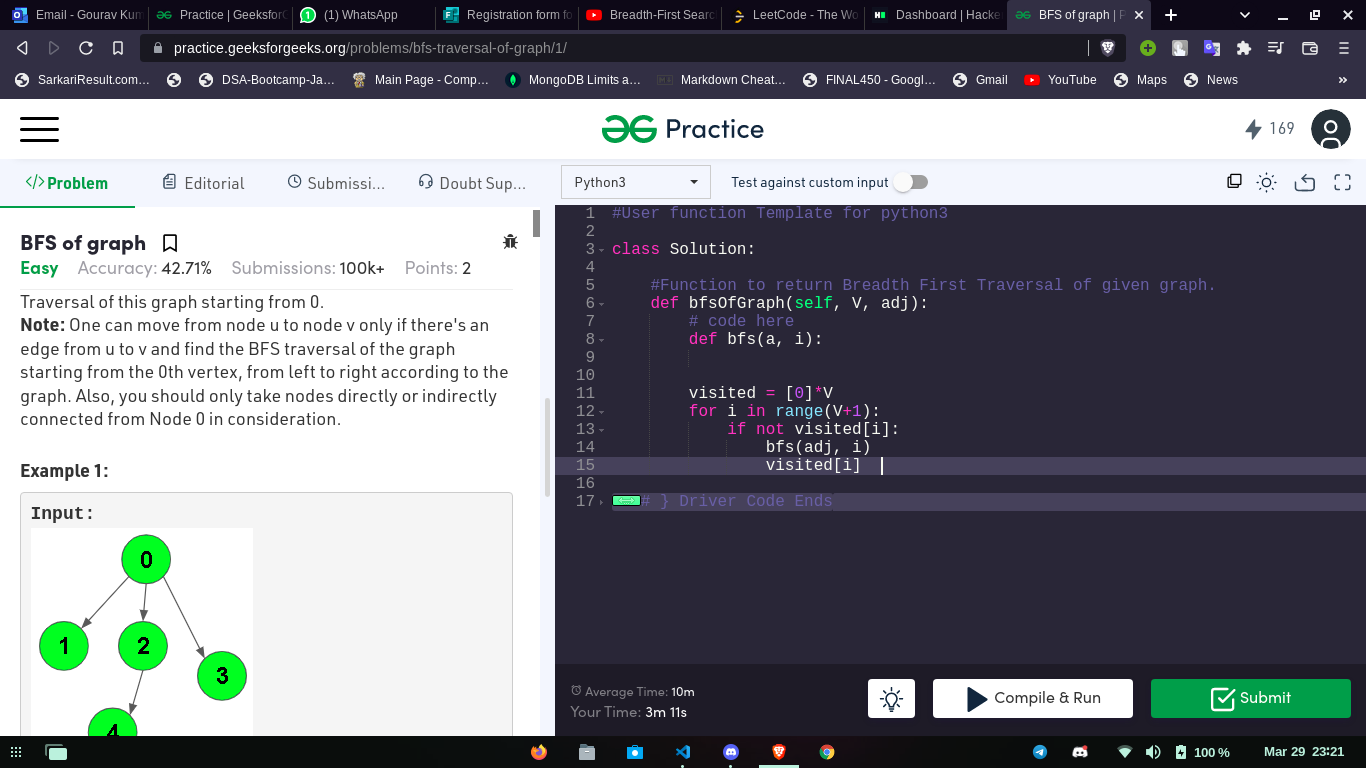 Email - Gourav Kum
Practice | Geeksfor
(1) WhatsApp
Registration form fo
Breadth-First Searc
LeetCode - The Wo
Dashboard | Hacke
BFS of graph | P
practice.geeksforgeeks.org/problems/bfs-traversal-of-graph/1/
SarkariResult.com…
DSA-Bootcamp-Ja…
Main Page - Comp…
MongoDB Limits a…
Markdown Cheat…
FINAL450 - Googl…
Gmail
YouTube
Maps
News
»
Practice
169
</>Problem
Editorial
Submissi...
Doubt Sup...
Python3
Test against custom input
BFS of graph
Easy Accuracy: 42.71% Submissions: 100k+ Points: 2
Traversal of this graph starting from 0.
Note: One can move from node u to node v only if there's an
edge from u to v and find the BFS traversal of the graph
starting from the 0th vertex, from left to right according to the
graph. Also, you should only take nodes directly or indirectly
connected from Node 0 in consideration.
Example 1:
Input:
0
1
2
3
4
1 #User function Template for python3
2
3 class Solution:
4
5 #Function to return Breadth First Traversal of given graph.
6 def bfsOfGraph(self, V, adj):
7 # code here
8 def bfs(a, i):
9
10
11 visited = [0]*V
12 for i in range(V+1):
13 if not visited[i]:
14 bfs(adj, i)
15 visited[i]
16
17 # } Driver Code Ends
Average Time: 10m
Your Time: 3m 11s
Compile & Run
Submit
100 %
Mar 29 23:21